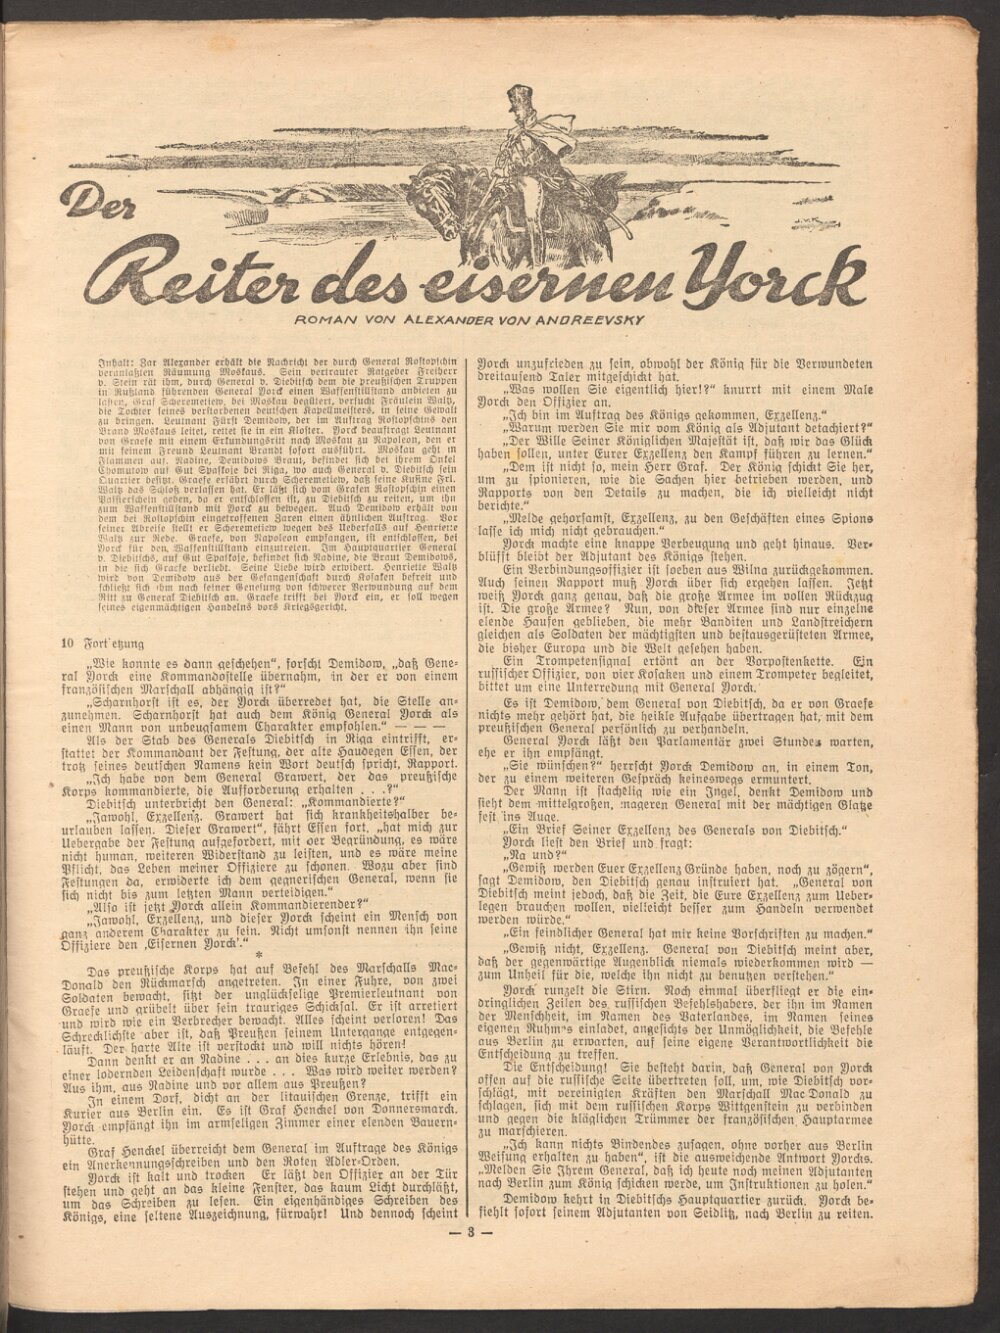 Der
Reiter des eisernen Yorck
ROMAN VON ALEXANDER VON ANDREEVSKY
Inhalt: Zar Alexander erhält die Nachricht der durch General Rostopschin
veranlaßten Räumung Moskaus. Sein vertrauter Ratgeber Freiherr
v. Stein rät ihm, durch General v. Diebitsch dem die preußischen Truppen
in Rußland führenden General Yorck einen Waffenstillstand anbieten zu
lassen. Graf Scheremetiew, bei Moskau begütert, versucht Fräulein Waltz,
die Tochter seines verstorbenen deutschen Kapellmeisters, in seine Gewalt
zu bringen. Leutnant Fürst Demidow, der im Auftrag Rostopschins den
Brand Moskaus leitet, rettet sie in ein Kloster. Yorck beauftragt Leutnant
von Graefe mit einem Erkundungsritt nach Moskau zu Napoleon, den er
mit seinem Freund Leutnant Brandt sofort ausführt. Moskau geht in
Flammen auf. Nadine, Demidows Braut, befindet sich bei ihrem Onkel
Chomutow auf Gut Spaskoje bei Riga, wo auch General v. Diebitsch sein
Quartier besitzt. Graefe erfährt durch Scheremetiew, daß seine Kusine Frl.
Waltz das Schloß verlassen hat. Er läßt sich vom Grafen Rostopschin einen
Passierschein geben, da er entschlossen ist, zu Diebitsch zu reiten, um ihn
zum Waffenstillstand mit Yorck zu bewegen. Auch Demidow erhält von
dem bei Rostopschin eingetroffenen Zaren einen ähnlichen Auftrag. Vor
seiner Abreise stellt er Scheremetiew wegen des Ueberfalls auf Henriette
Waltz zur Rede. Graefe, von Napoleon empfangen, ist entschlossen, bei
Yorck für den Waffenstillstand einzutreten. Im Hauptquartier General
v. Diebitschs, auf Gut Spaskoje, befindet sich Nadine, die Braut Demidows,
in die sich Graefe verliebt. Seine Liebe wird erwidert. Henriette Waltz
wird von Demidow aus der Gefangenschaft durch Kosaken befreit und
schließt sich ihm nach seiner Genesung von schwerer Verwundung auf dem
Ritt zu General Diebitsch an. Graefe trifft bei Yorck ein, er soll wegen
seines eigenmächtigen Handelns vors Kriegsgericht.
10 Fortsetzung
„Wie konnte es dann geschehen“, forscht Demidow, „daß Gene-
ral Yorck eine Kommandostelle übernahm, in der er von einem
französischen Marschall abhängig ist?“
„Scharnhorst ist es, der Yorck überredet hat, die Stelle an-
zunehmen. Scharnhorst hat auch dem König General Yorck als
einen Mann von unbeugsamem Charakter empfohlen.“ — — —
Als der Stab des Generals Diebitsch in Riga eintrifft, er-
stattet der Kommandant der Festung, der alte Haudegen Essen, der
trotz seines deutschen Namens kein Wort deutsch spricht, Rapport.
„Ich habe von dem General Grawert, der das preußische
Korps kommandierte, die Aufforderung erhalten . . .?“
Diebitsch unterbricht den General: „Kommandierte?“
„Jawohl, Exzellenz. Grawert hat sich krankheitshalber be-
urlauben lassen. Dieser Grawert“, fährt Essen fort, „hat mich zur
Uebergabe der Festung aufgefordert, mit der Begründung, es wäre
nicht human, weiteren Widerstand zu leisten, und es wäre meine
Pflicht, das Leben meiner Offiziere zu schonen. Wozu aber sind
Festungen da, erwiderte ich dem gegnerischen General, wenn sie
sich nicht bis zum letzten Mann verteidigen.“
„Also ist jetzt Yorck allein Kommandierender?“
„Jawohl, Exzellenz, und dieser Yorck scheint ein Mensch von
ganz anderem Charakter zu sein. Nicht umsonst nennen ihn seine
Offiziere den ‚Eisernen Yorck‘.“
*
Das preußische Korps hat auf Befehl des Marschalls Mac-
Donald den Rückmarsch angetreten. In einer Fuhre, von zwei
Soldaten bewacht, sitzt der unglückselige Premierleutnant von
Graefe und grübelt über sein trauriges Schicksal. Er ist arretiert
und wird wie ein Verbrecher bewacht. Alles scheint verloren! Das
Schrecklichste aber ist, daß Preußen seinem Untergange entgegen-
läuft. Der harte Alte ist verstockt und will nichts hören!
Dann denkt er an Nadine . . . an dies kurze Erlebnis, das zu
einer lodernden Leidenschaft wurde . . . Was wird weiter werden?
Aus ihm, aus Nadine und vor allem aus Preußen?
In einem Dorf, dicht an der litauischen Grenze, trifft ein
Kurier aus Berlin ein. Es ist Graf Henckel von Donnersmarck.
Yorck empfängt ihn im armseligen Zimmer einer elenden Bauern-
hütte.
Graf Henckel überreicht dem General im Auftrage des Königs
ein Anerkennungsschreiben und den Roten Adler-Orden.
Yorck ist kalt und trocken Er läßt den Offizier an der Tür
stehen und geht an das kleine Fenster, das kaum Licht durchläßt,
um das Schreiben zu lesen. Ein eigenhändiges Schreiben des
Königs, eine seltene Auszeichnung, fürwahr! Und dennoch scheint
Yorck unzufrieden zu sein, obwohl der König für die Verwundeten
dreitausend Taler mitgeschickt hat.
„Was wollen Sie eigentlich hier!?“ knurrt mit einem Male
Yorck den Offizier an.
„Ich bin im Auftrag des Königs gekommen, Exzellenz.“
„Warum werden Sie mir vom König als Adjutant detachiert?“
„Der Wille Seiner Königlichen Majestät ist, daß wir das Glück
haben sollen, unter Eurer Exzellenz den Kampf führen zu lernen.“
„Dem ist nicht so, mein Herr Graf. Der König schickt Sie her,
um zu spionieren, wie die Sachen hier betrieben werden, und
Rapports von den Details zu machen, die ich vielleicht nicht
berichte.“
„Melde gehorsamst, Exzellenz, zu den Geschäften eines Spions
lasse ich mich nicht gebrauchen.“
Yorck machte eine knappe Verbeugung und geht hinaus. Ver-
blüfft bleibt der Adjutant des Königs stehen.
Ein Verbindungsoffizier ist soeben aus Wilna zurückgekommen.
Auch seinen Rapport muß Yorck über sich ergehen lassen. Jetzt
weiß Yorck ganz genau, daß die große Armee im vollen Rückzug
ist. Die große Armee? Nun, von dieser Armee sind nur einzelne
elende Haufen geblieben, die mehr Banditen und Landstreichern
gleichen als Soldaten der mächtigsten und bestausgerüsteten Armee,
die bisher Europa und die Welt gesehen haben.
Ein Trompetensignal ertönt an der Vorpostenkette. Ein
russischer Offizier, von vier Kosaken und einem Trompeter begleitet,
bittet um eine Unterredung mit General Yorck.
Es ist Demidow, dem General von Diebitsch, da er von Graefe
nichts mehr gehört hat, die heikle Aufgabe übertragen hat, mit dem
preußischen General persönlich zu verhandeln.
General Yorck läßt den Parlamentär zwei Stunden warten,
ehe er ihn empfängt.
„Sie wünschen?“ herrscht Yorck Demidow an, in einem Ton,
der zu einem weiteren Gespräch keineswegs ermuntert.
Der Mann ist stachelig wie ein Ingel, denkt Demidow und
sieht dem mittelgroßen, mageren General mit der mächtigen Glatze
fest ins Auge.
„Ein Brief Seiner Exzellenz des Generals von Diebitsch.“
Yorck liest den Brief und fragt:
„Na und?“
„Gewiß werden Euer Exzellenz Gründe haben, noch zu zögern“,
sagt Demidow, den Diebitsch genau instruiert hat. „General von
Diebitsch meint jedoch, daß die Zeit, die Eure Exzellenz zum Ueber-
legen brauchen wollen, vielleicht besser zum Handeln verwendet
werden würde.“
„Ein feindlicher General hat mir keine Vorschriften zu machen.“
„Gewiß nicht, Exzellenz. General von Diebitsch meint aber,
daß der gegenwärtige Augenblick niemals wiederkommen wird —
zum Unheil für die, welche ihn nicht zu benutzen verstehen.“
Yorck runzelt die Stirn. Noch einmal überfliegt er die ein-
dringlichen Zeilen des russischen Befehlshabers, der ihn im Namen
der Menschheit, im Namen des Vaterlandes, im Namen seines
eigenen Ruhmes einladet, angesichts der Unmöglichkeit, die Befehle
aus Berlin zu erwarten, auf seine eigene Verantwortlichkeit die
Entscheidung zu treffen.
Die Entscheidung! Sie besteht darin, daß General von Yorck
offen auf die russische Seite übertreten soll, um, wie Diebitsch vor-
schlägt, mit vereinigten Kräften den Marschall MacDonald zu
schlagen, sich mit dem russischen Korps Wittgenstein zu verbinden
und gegen die kläglichen Trümmer der französischen Hauptarmee
zu marschieren.
„Ich kann nichts Bindendes zusagen, ohne vorher aus Berlin
Weisung erhalten zu haben“, ist die ausweichende Antwort Yorcks.
„Melden Sie Ihrem General, daß ich heute noch meinen Adjutanten
nach Berlin zum König schicken werde, um Instruktionen zu holen.“
Demidow kehrt in Diebitschs Hauptquartier zurück. Yorck be-
fiehlt sofort seinem Adjutanten von Seidlitz, nach Berlin zu reiten.
— 3 —